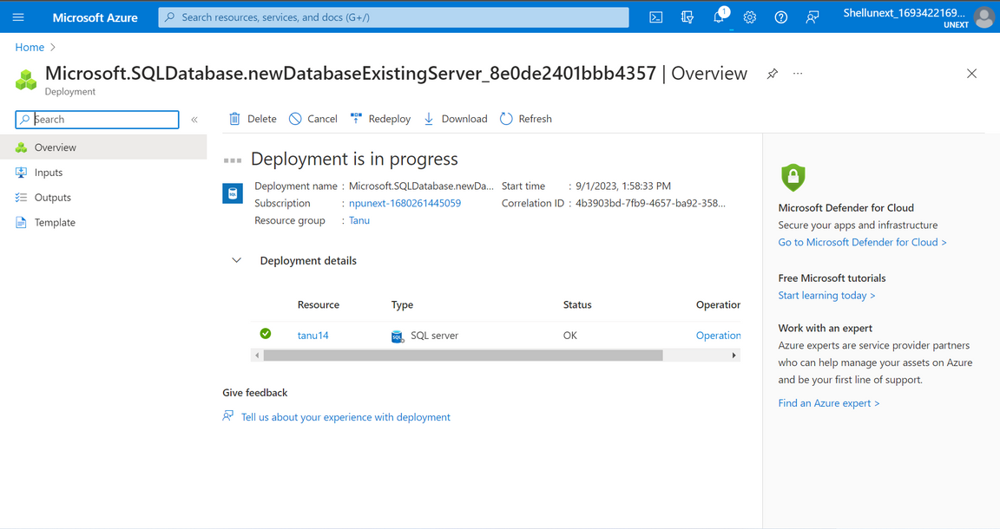 Microsoft Azure
Search resources, services, and docs (G+/)
1
Shellunext_1693422169...
UNEXT
Home >
Microsoft.SQLDatabase.newDatabaseExistingServer_8e0de2401bbb4357 | Overview
...
Deployment
Search
«
Delete
Cancel
Redeploy
Download
Refresh
Overview
Inputs
Outputs
Template
Deployment is in progress
Deployment name : Microsoft.SQLDatabase.newDa...
Subscription : npunext-1680261445059
Resource group : Tanu
Start time : 9/1/2023, 1:58:33 PM
Correlation ID : 4b3903bd-7fb9-4657-ba92-358...
Deployment details
Resource Type Status Operation
tanu14 SQL SQL server OK Operation
Give feedback
Tell us about your experience with deployment
Microsoft Defender for Cloud
Secure your apps and infrastructure
Go to Microsoft Defender for Cloud >
Free Microsoft tutorials
Start learning today >
Work with an expert
Azure experts are service provider partners
who can help manage your assets on Azure
and be your first line of support.
Find an Azure expert >